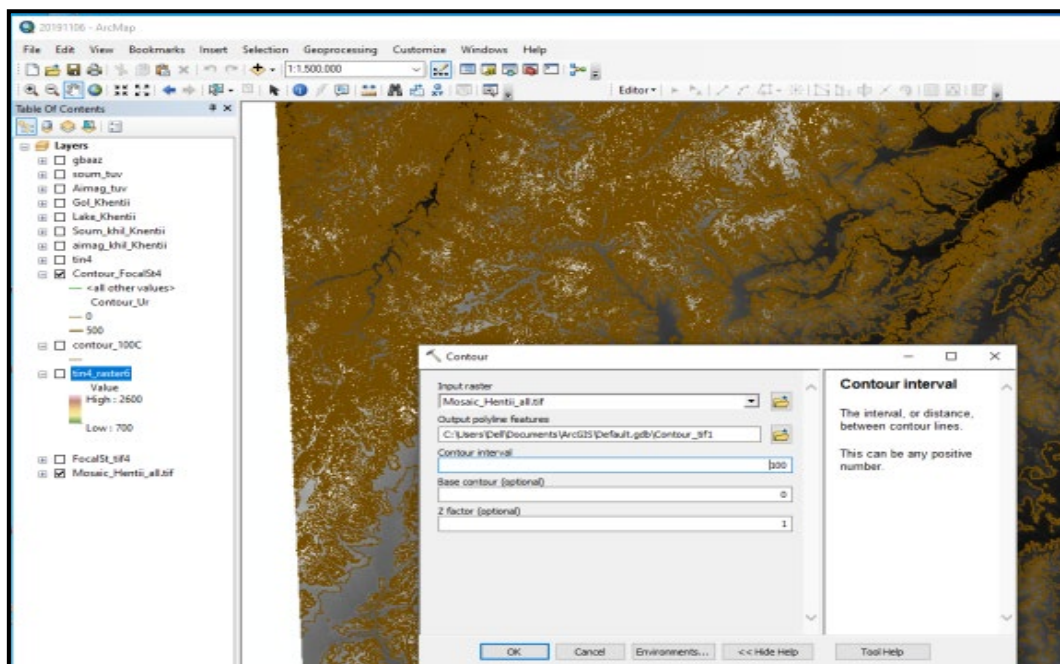 20191106 - ArcMap
File Edit View Bookmarks Insert Selection Geoprocessing Customize Windows Help
1:1.500.000
Editor
Table Of Contents
Layers
gbaaz
soum_tuv
Aimag_tuv
Gol_Khentii
Lake_Khentii
Soum_khil_Knentii
aimag_khil_Khentii
tin4
Contour_FocalSt4
<all other values>
Contour_Ur
0
500
contour_100C
tin4_raster6
Value
High : 2600
Low : 700
FocalSt_tif4
Mosaic_Hentii_all.tif
Contour
Input raster
Mosaic_Hentii_all.tif
Output polyline features
C:\Users\Dell\Documents\ArcGIS\Default.gdb\Contour_tif1
Contour interval
100
Base contour (optional)
0
Z factor (optional)
1
OK Cancel Environments... << Hide Help Tool Help
Contour interval
The interval, or distance,
between contour lines.
This can be any positive
number.